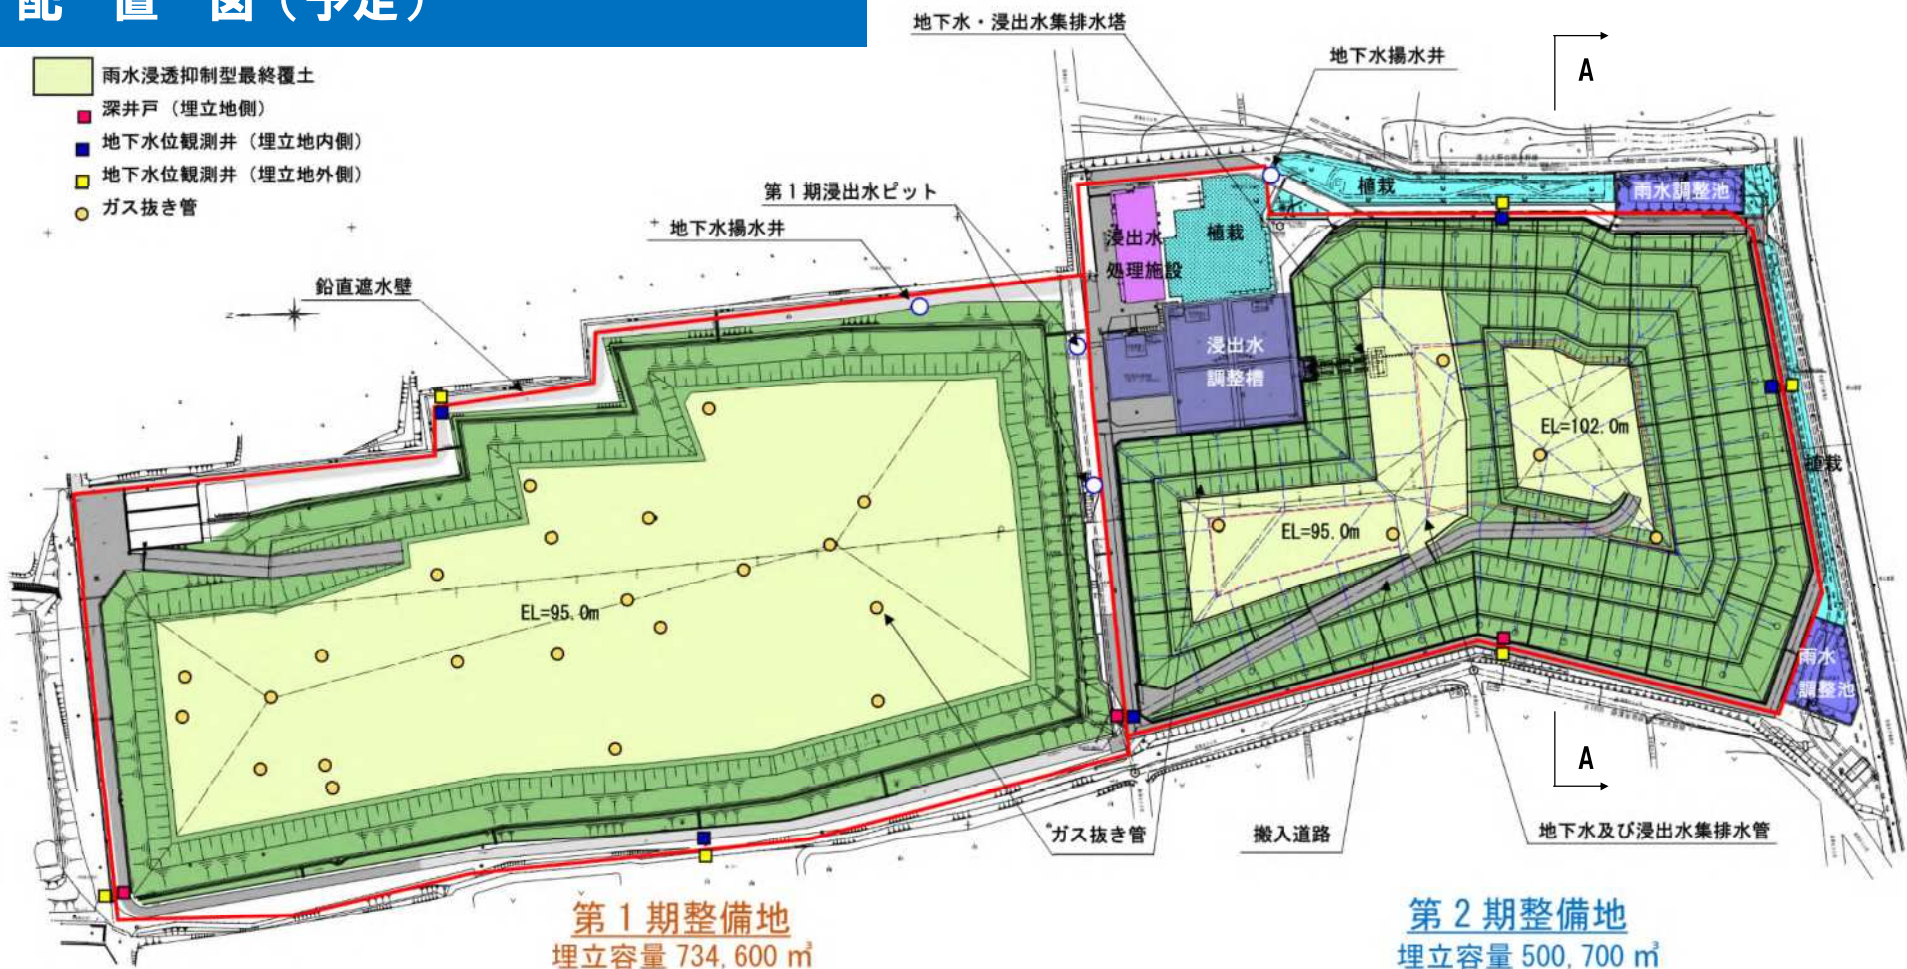 配 置 図(予定)
雨水浸透抑制型最終覆土
深井戸（埋立地側）
地下水位観測井（埋立地内側）
地下水位観測井（埋立地外側）
ガス抜き管
地下水・浸出水集排水塔
地下水揚水井
A
第1期浸出水ピット
地下水揚水井
鉛直遮水壁
植栽
雨水調整池
浸出水
処理施設
植栽
浸出水
調整槽
EL=102.0m
植栽
EL=95.0m
EL=95.0m
雨水
調整池
A
ガス抜き管
搬入道路
地下水及び浸出水集排水管
第1期整備地
埋立容量 734,600 ㎥
第2期整備地
埋立容量 500,700 ㎥